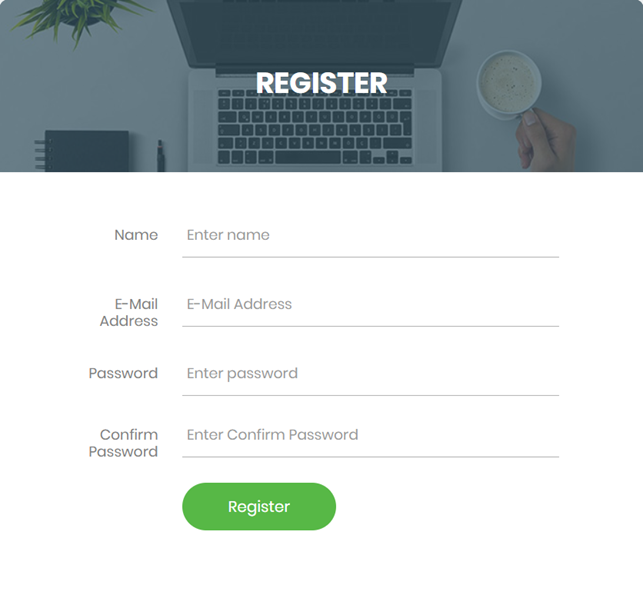 REGISTER
Name
Enter name
E-Mail
Address
E-Mail Address
Password
Enter password
Confirm
Password
Enter Confirm Password
Register